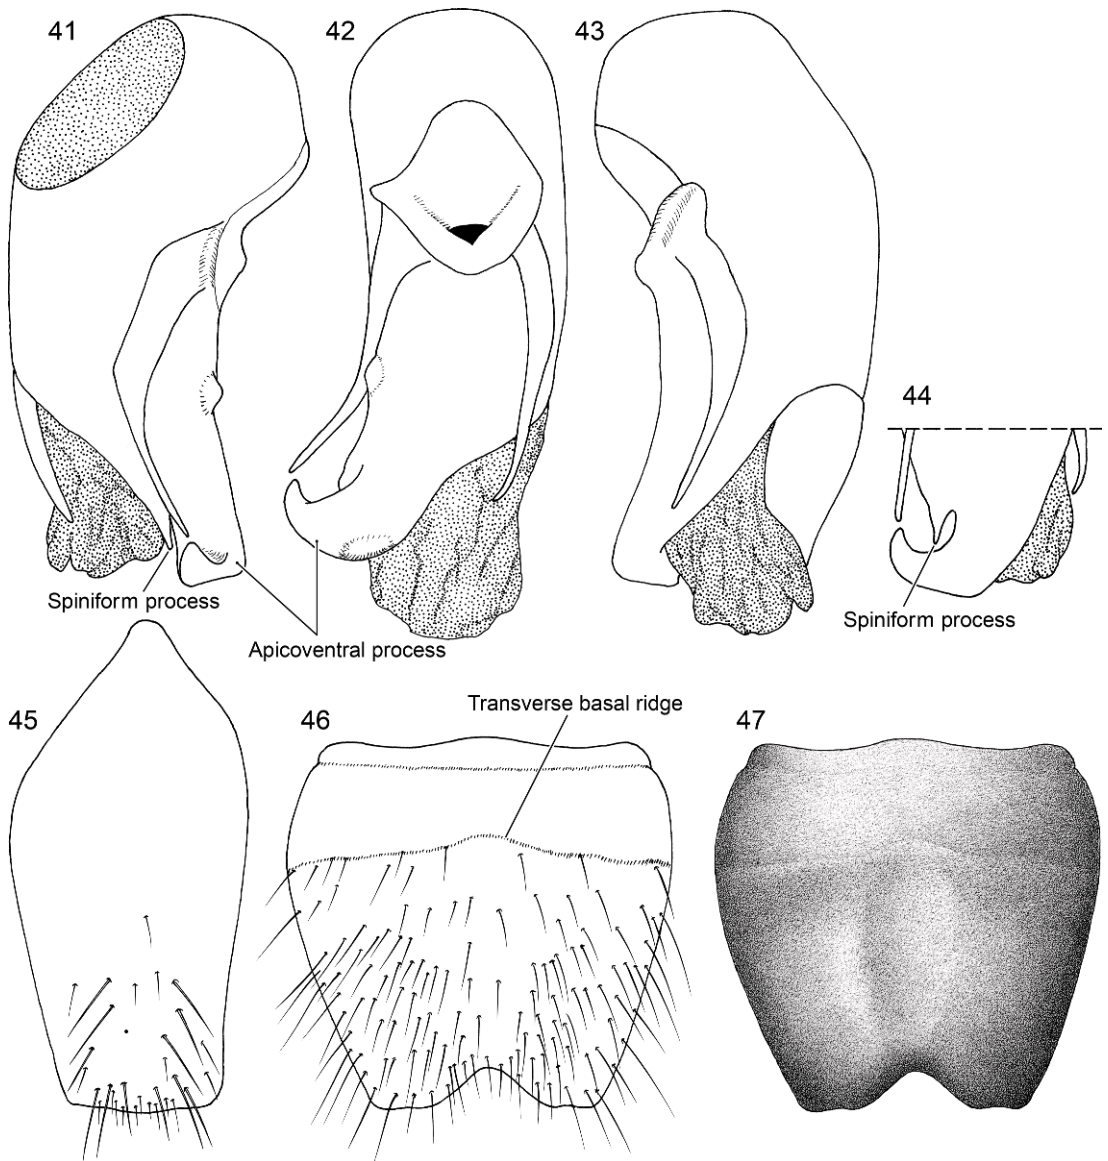 41
42
43
44
Spiniform process
Spiniform process
Apicoventral process
45
46
Transverse basal ridge
47